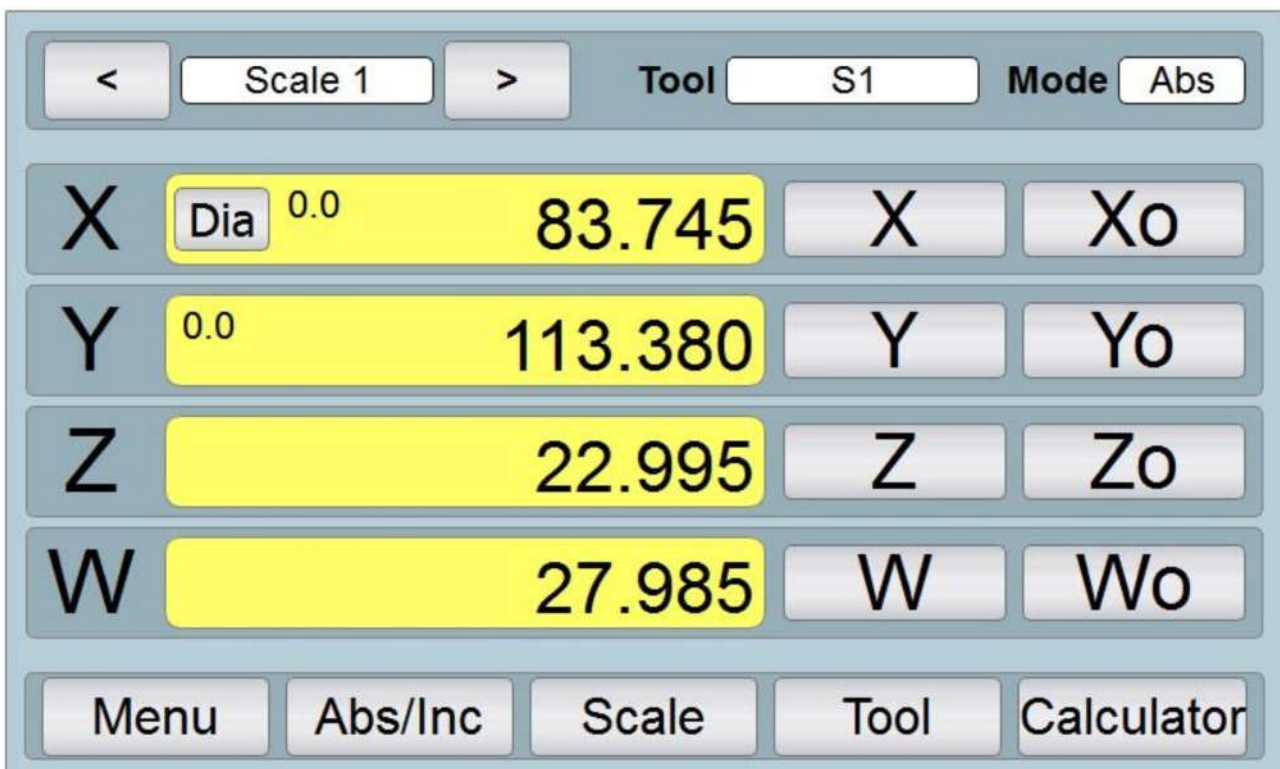 < Scale 1 > Tool S1 Mode Abs
X Dia 0.0 83.745 X Xo
Y 0.0 113.380 Y Yo
Z 22.995 Z Zo
W 27.985 W Wo
Menu Abs/Inc Scale Tool Calculator